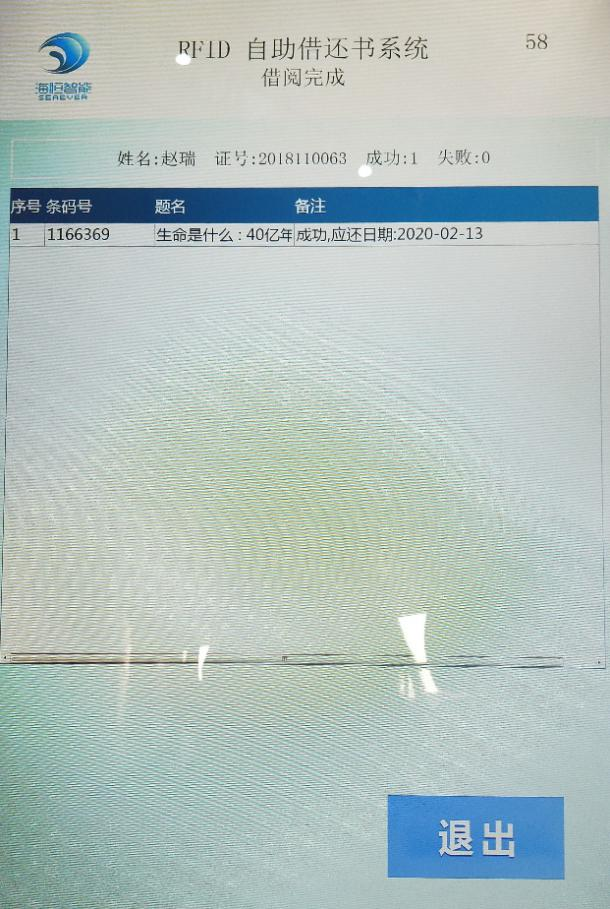 RFID 自助借还书系统
58
借阅完成
海恒智能
SEAEVER
姓名:赵瑞 证号:2018110063 成功:1 失败:0
序号 条码号 题名 备注
1 1166369 生命是什么:40亿年 成功,应还日期:2020-02-13
退出